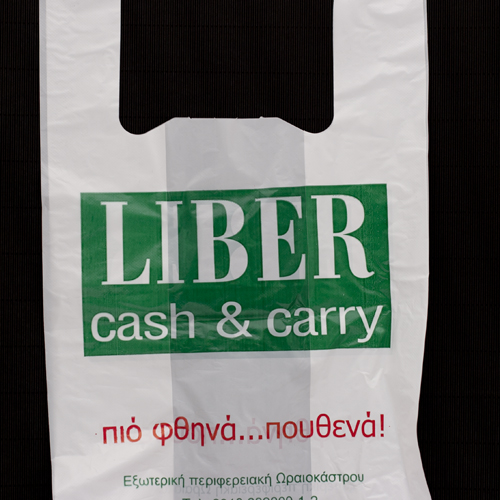 LIBER
cash & carry
πιό φθηνά...πουθενά!
Εξωτερική περιφερειακή Ωραιοκάστρου